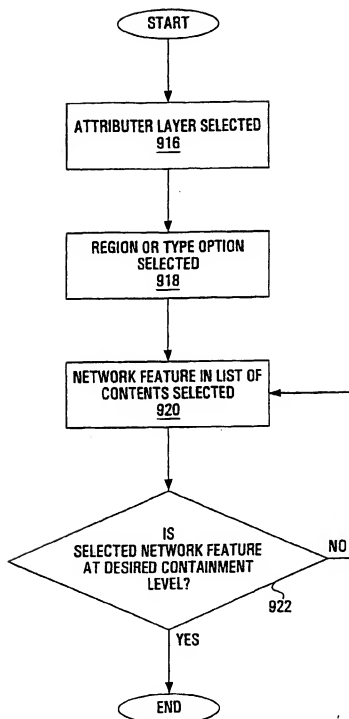 START
ATTRIBUTER LAYER SELECTED
916
REGION OR TYPE OPTION
SELECTED
918
NETWORK FEATURE IN LIST OF
CONTENTS SELECTED
920
IS
SELECTED NETWORK FEATURE
AT DESIRED CONTAINMENT
LEVEL?
NO
922
YES
END